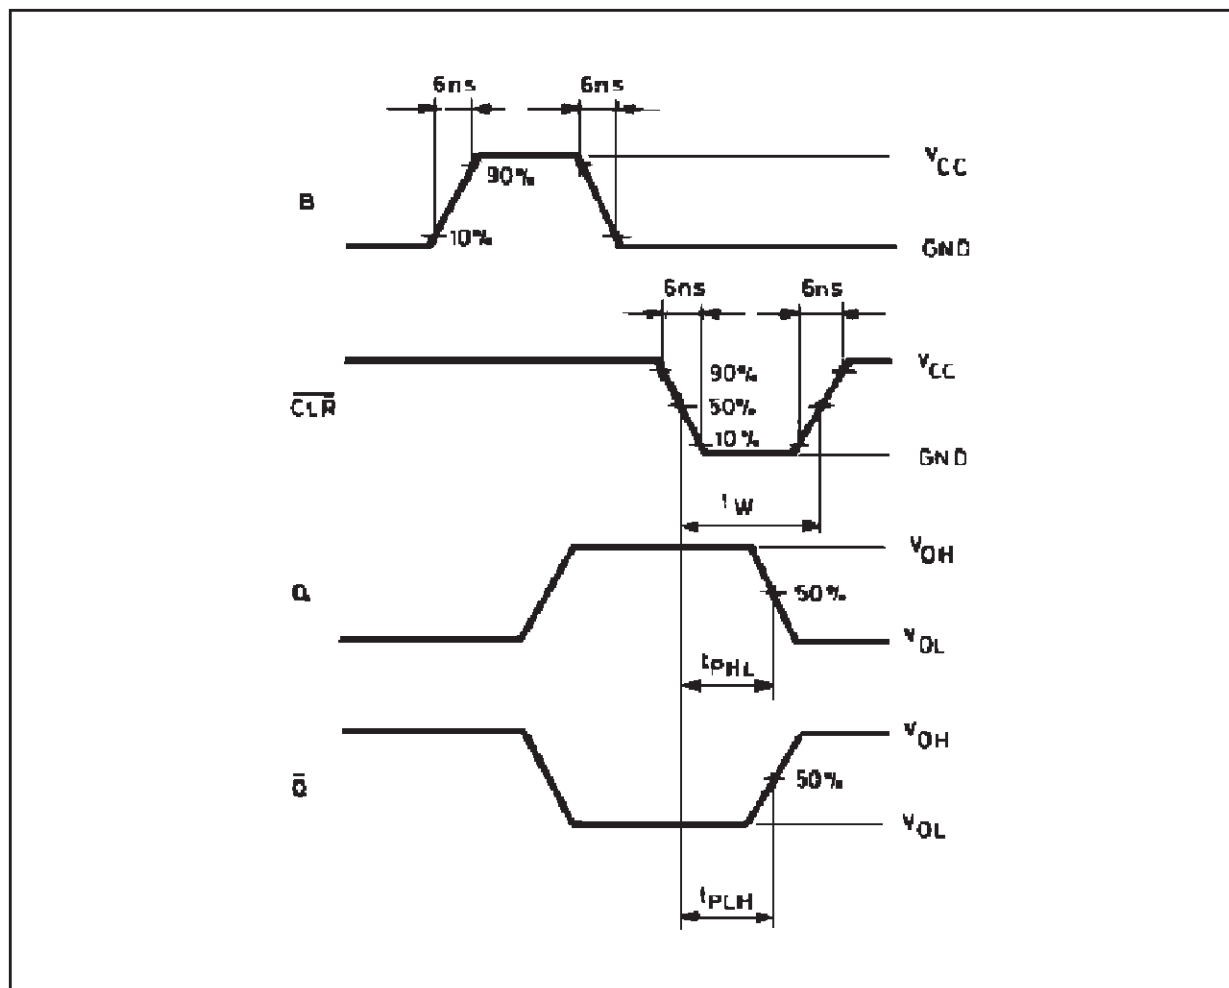 6ns 6ns
VCC
90%
B
10%
GND
6ns 6ns
VCC
90%
CLR
50%
10%
GND
tW
VOH
Q
50%
VOL
tPHL
VOH
Q
50%
VOL
tPLH